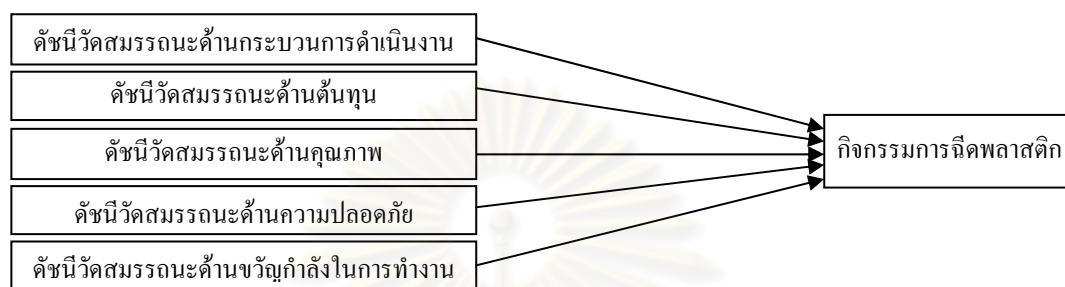 ดัชนีวัดสมรรถนะด้านกระบวนการดำเนินงาน
ดัชนีวัดสมรรถนะด้านต้นทุน
ดัชนีวัดสมรรถนะด้านคุณภาพ
ดัชนีวัดสมรรถนะด้านความปลอดภัย
ดัชนีวัดสมรรถนะด้านขวัญกำลังในการทำงาน
กิจกรรมการฉีดพลาสติก